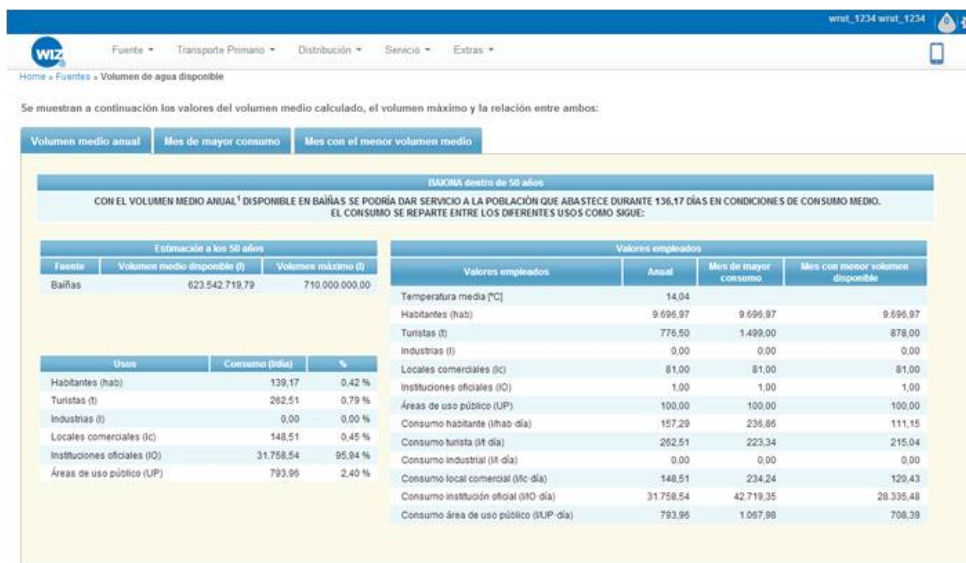 wrut_1234 wrut_1234
WIZ
Fuente Transporte Primario Distribución Servicio Extras
Home » Fuentes » Volumen de agua disponible
Se muestran a continuación los valores del volumen medio calculado, el volumen máximo y la relación entre ambos:
Volumen medio anual Mes de mayor consumo Mes con el menor volumen medio
BAIONA dentro de 50 años
CON EL VOLUMEN MEDIO ANUAL¹ DISPONIBLE EN BAÍÑAS SE PODRÍA DAR SERVICIO A LA POBLACIÓN QUE ABASTECE DURANTE 136,17 DÍAS EN CONDICIONES DE CONSUMO MEDIO.
EL CONSUMO SE REPARTE ENTRE LOS DIFERENTES USOS COMO SIGUE:
Estimación a los 50 años
Fuente Volumen medio disponible (l) Volumen máximo (l)
Baíñas 623.542.719,79 710.000.000,00
Usos Consumo (l/día) %
Habitantes (hab) 139,17 0,42 %
Turistas (t) 262,51 0,79 %
Industrias (I) 0,00 0,00 %
Locales comerciales (lc) 148,51 0,45 %
Instituciones oficiales (IO) 31.758,54 95,94 %
Áreas de uso público (UP) 793,96 2,40 %
Valores empleados
Valores empleados Anual Mes de mayor consumo Mes con menor volumen disponible
Temperatura media [ºC] 14,04
Habitantes (hab) 9.696,97 9.696,97 9.696,97
Turistas (t) 776,50 1.499,00 878,00
Industrias (I) 0,00 0,00 0,00
Locales comerciales (lc) 81,00 81,00 81,00
Instituciones oficiales (IO) 1,00 1,00 1,00
Áreas de uso público (UP) 100,00 100,00 100,00
Consumo habitante (l/hab·día) 157,29 236,86 111,15
Consumo turista (l/t·día) 262,51 223,34 215,04
Consumo industrial (l/I·día) 0,00 0,00 0,00
Consumo local comercial (l/lc·día) 148,51 234,24 120,43
Consumo institución oficial (l/IO·día) 31.758,54 42.719,35 28.335,48
Consumo área de uso público (l/UP·día) 793,96 1.067,98 708,39